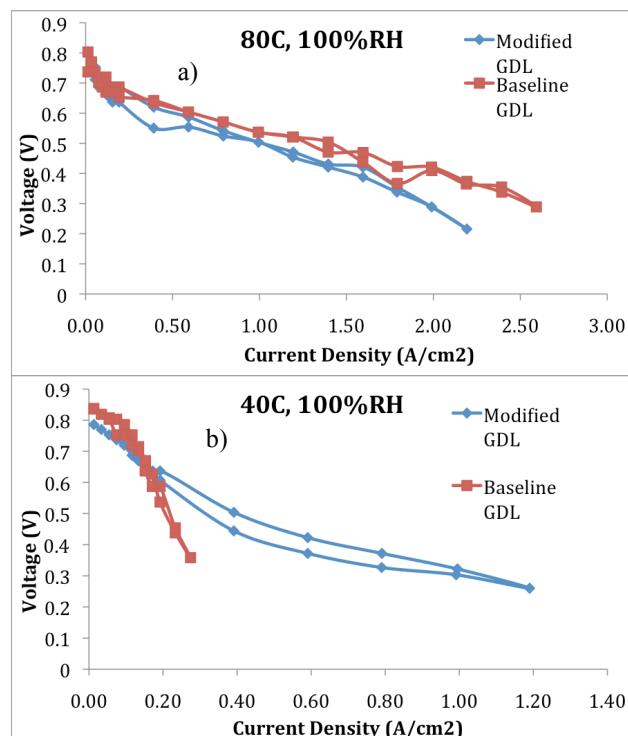 80C, 100%RH
a)
Modified
GDL
Baseline
GDL
Voltage (V)
0.9
0.8
0.7
0.6
0.5
0.4
0.3
0.2
0.1
0
0.00 0.50 1.00 1.50 2.00 2.50 3.00
Current Density (A/cm2)
40C, 100%RH
b)
Modified
GDL
Baseline
GDL
Voltage (V)
0.9
0.8
0.7
0.6
0.5
0.4
0.3
0.2
0.1
0
0.00 0.20 0.40 0.60 0.80 1.00 1.20 1.40
Current Density (A/cm2)